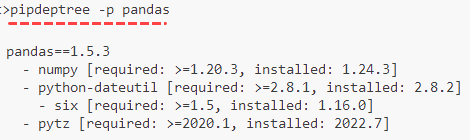 t>pipdeptree -p pandas
pandas==1.5.3
- numpy [required: >=1.20.3, installed: 1.24.3]
- python-dateutil [required: >=2.8.1, installed: 2.8.2]
- six [required: >=1.5, installed: 1.16.0]
- pytz [required: >=2020.1, installed: 2022.7]